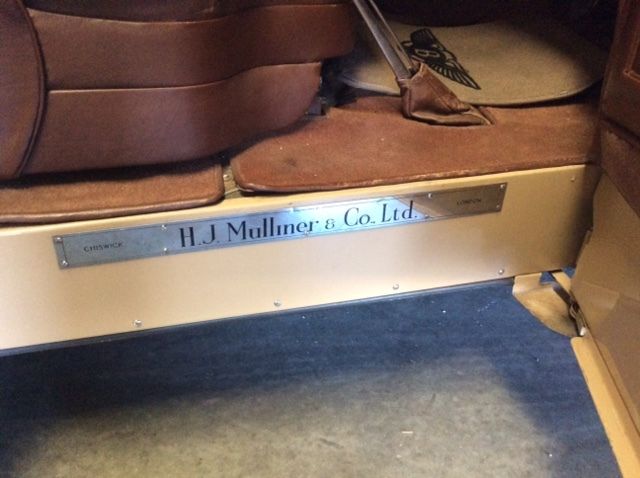 CHISWICK H.J. Mulliner & Co., Ltd. LONDON
B